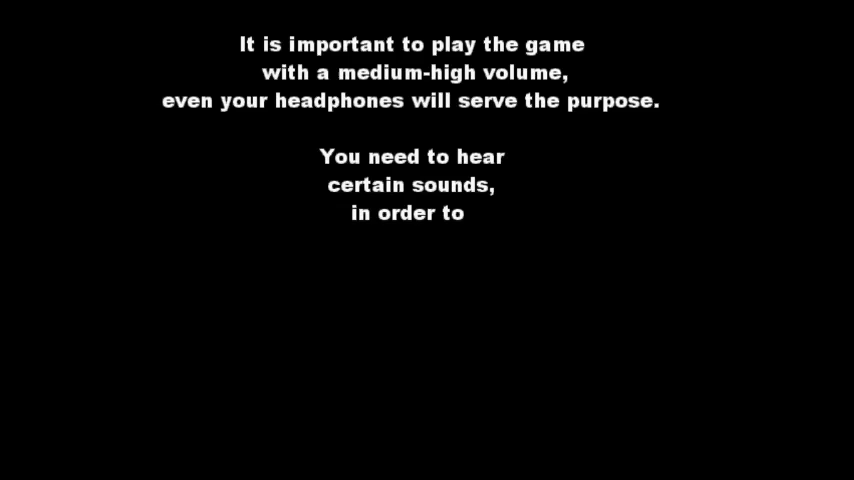 It is important to play the game
with a medium-high volume,
even your headphones will serve the purpose.
You need to hear
certain sounds,
in order to